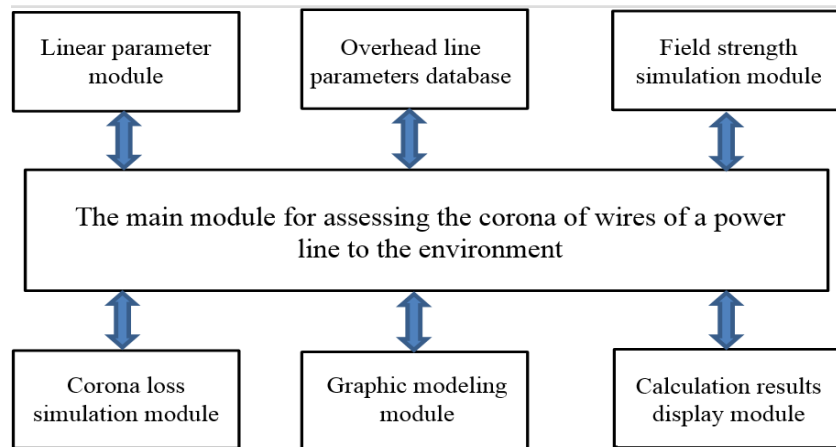 Linear parameter
module
Overhead line
parameters database
Field strength
simulation module
The main module for assessing the corona of wires of a power
line to the environment
Corona loss
simulation module
Graphic modeling
module
Calculation results
display module